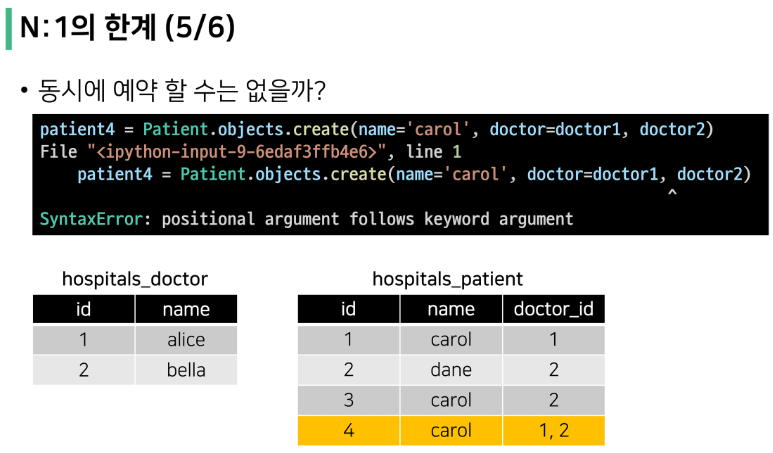 N:1의 한계 (5/6)
• 동시에 예약 할 수는 없을까?
patient4 = Patient.objects.create(name='carol', doctor=doctor1, doctor2)
File "<ipython-input-9-6edaf3ffb4e6>", line 1
    patient4 = Patient.objects.create(name='carol', doctor=doctor1, doctor2)
^
SyntaxError: positional argument follows keyword argument
hospitals_doctor
id name
1 alice
2 bella
hospitals_patient
id name doctor_id
1 carol 1
2 dane 2
3 carol 2
4 carol 1, 2